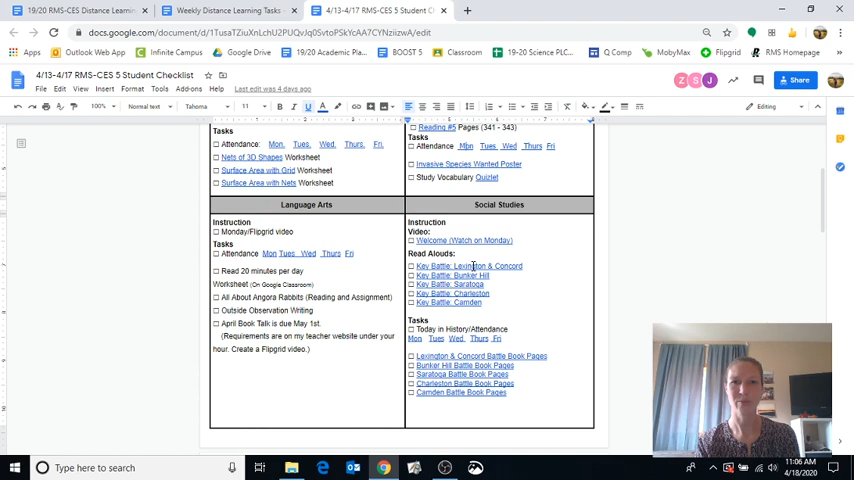 19/20 RMS-CES Distance Learnin
Weekly Distance Learning Tasks -
4/13-4/17 RMS-CES 5 Student C
docs.google.com/document/d/1TusaTZiuXnLchU2PUQvJq0SvtoPSkYcAA7CYNziizwA/edit
Apps
Outlook Web App
Infinite Campus
Google Drive
19/20 Academic Pla...
BOOST 5
Classroom
19-20 Science PLC...
Q Comp
MobyMax
Flipgrid
RMS Homepage
4/13-4/17 RMS-CES 5 Student Checklist
Z
S
J
Share
File Edit View Insert Format Tools Add-ons Help
Last edit was 4 days ago
100%
Normal text
Tahoma
11
B
I
U
A
Editing
Tasks
Attendance: Mon. Tues. Wed. Thurs. Fri.
Nets of 3D Shapes Worksheet
Surface Area with Grid Worksheet
Surface Area with Nets Worksheet
Reading #5 Pages (341 - 343)
Tasks
Attendance Mon Tues Wed Thurs Fri
Invasive Species Wanted Poster
Study Vocabulary Quizlet
Language Arts
Social Studies
Instruction
Monday/Flipgrid video
Tasks
Attendance Mon Tues Wed Thurs Fri
Read 20 minutes per day
Worksheet (On Google Classroom)
All About Angora Rabbits (Reading and Assignment)
Outside Observation Writing
April Book Talk is due May 1st.
(Requirements are on my teacher website under your
hour. Create a Flipgrid video.)
Instruction
Video:
Welcome (Watch on Monday)
Read Alouds:
Key Battle: Lexington & Concord
Key Battle: Bunker Hill
Key Battle: Saratoga
Key Battle: Charleston
Key Battle: Camden
Tasks
Today in History/Attendance
Mon Tues Wed Thurs Fri
Lexington & Concord Battle Book Pages
Bunker Hill Battle Book Pages
Saratoga Battle Book Pages
Charleston Battle Book Pages
Camden Battle Book Pages
Type here to search
11:06 AM
4/18/2020